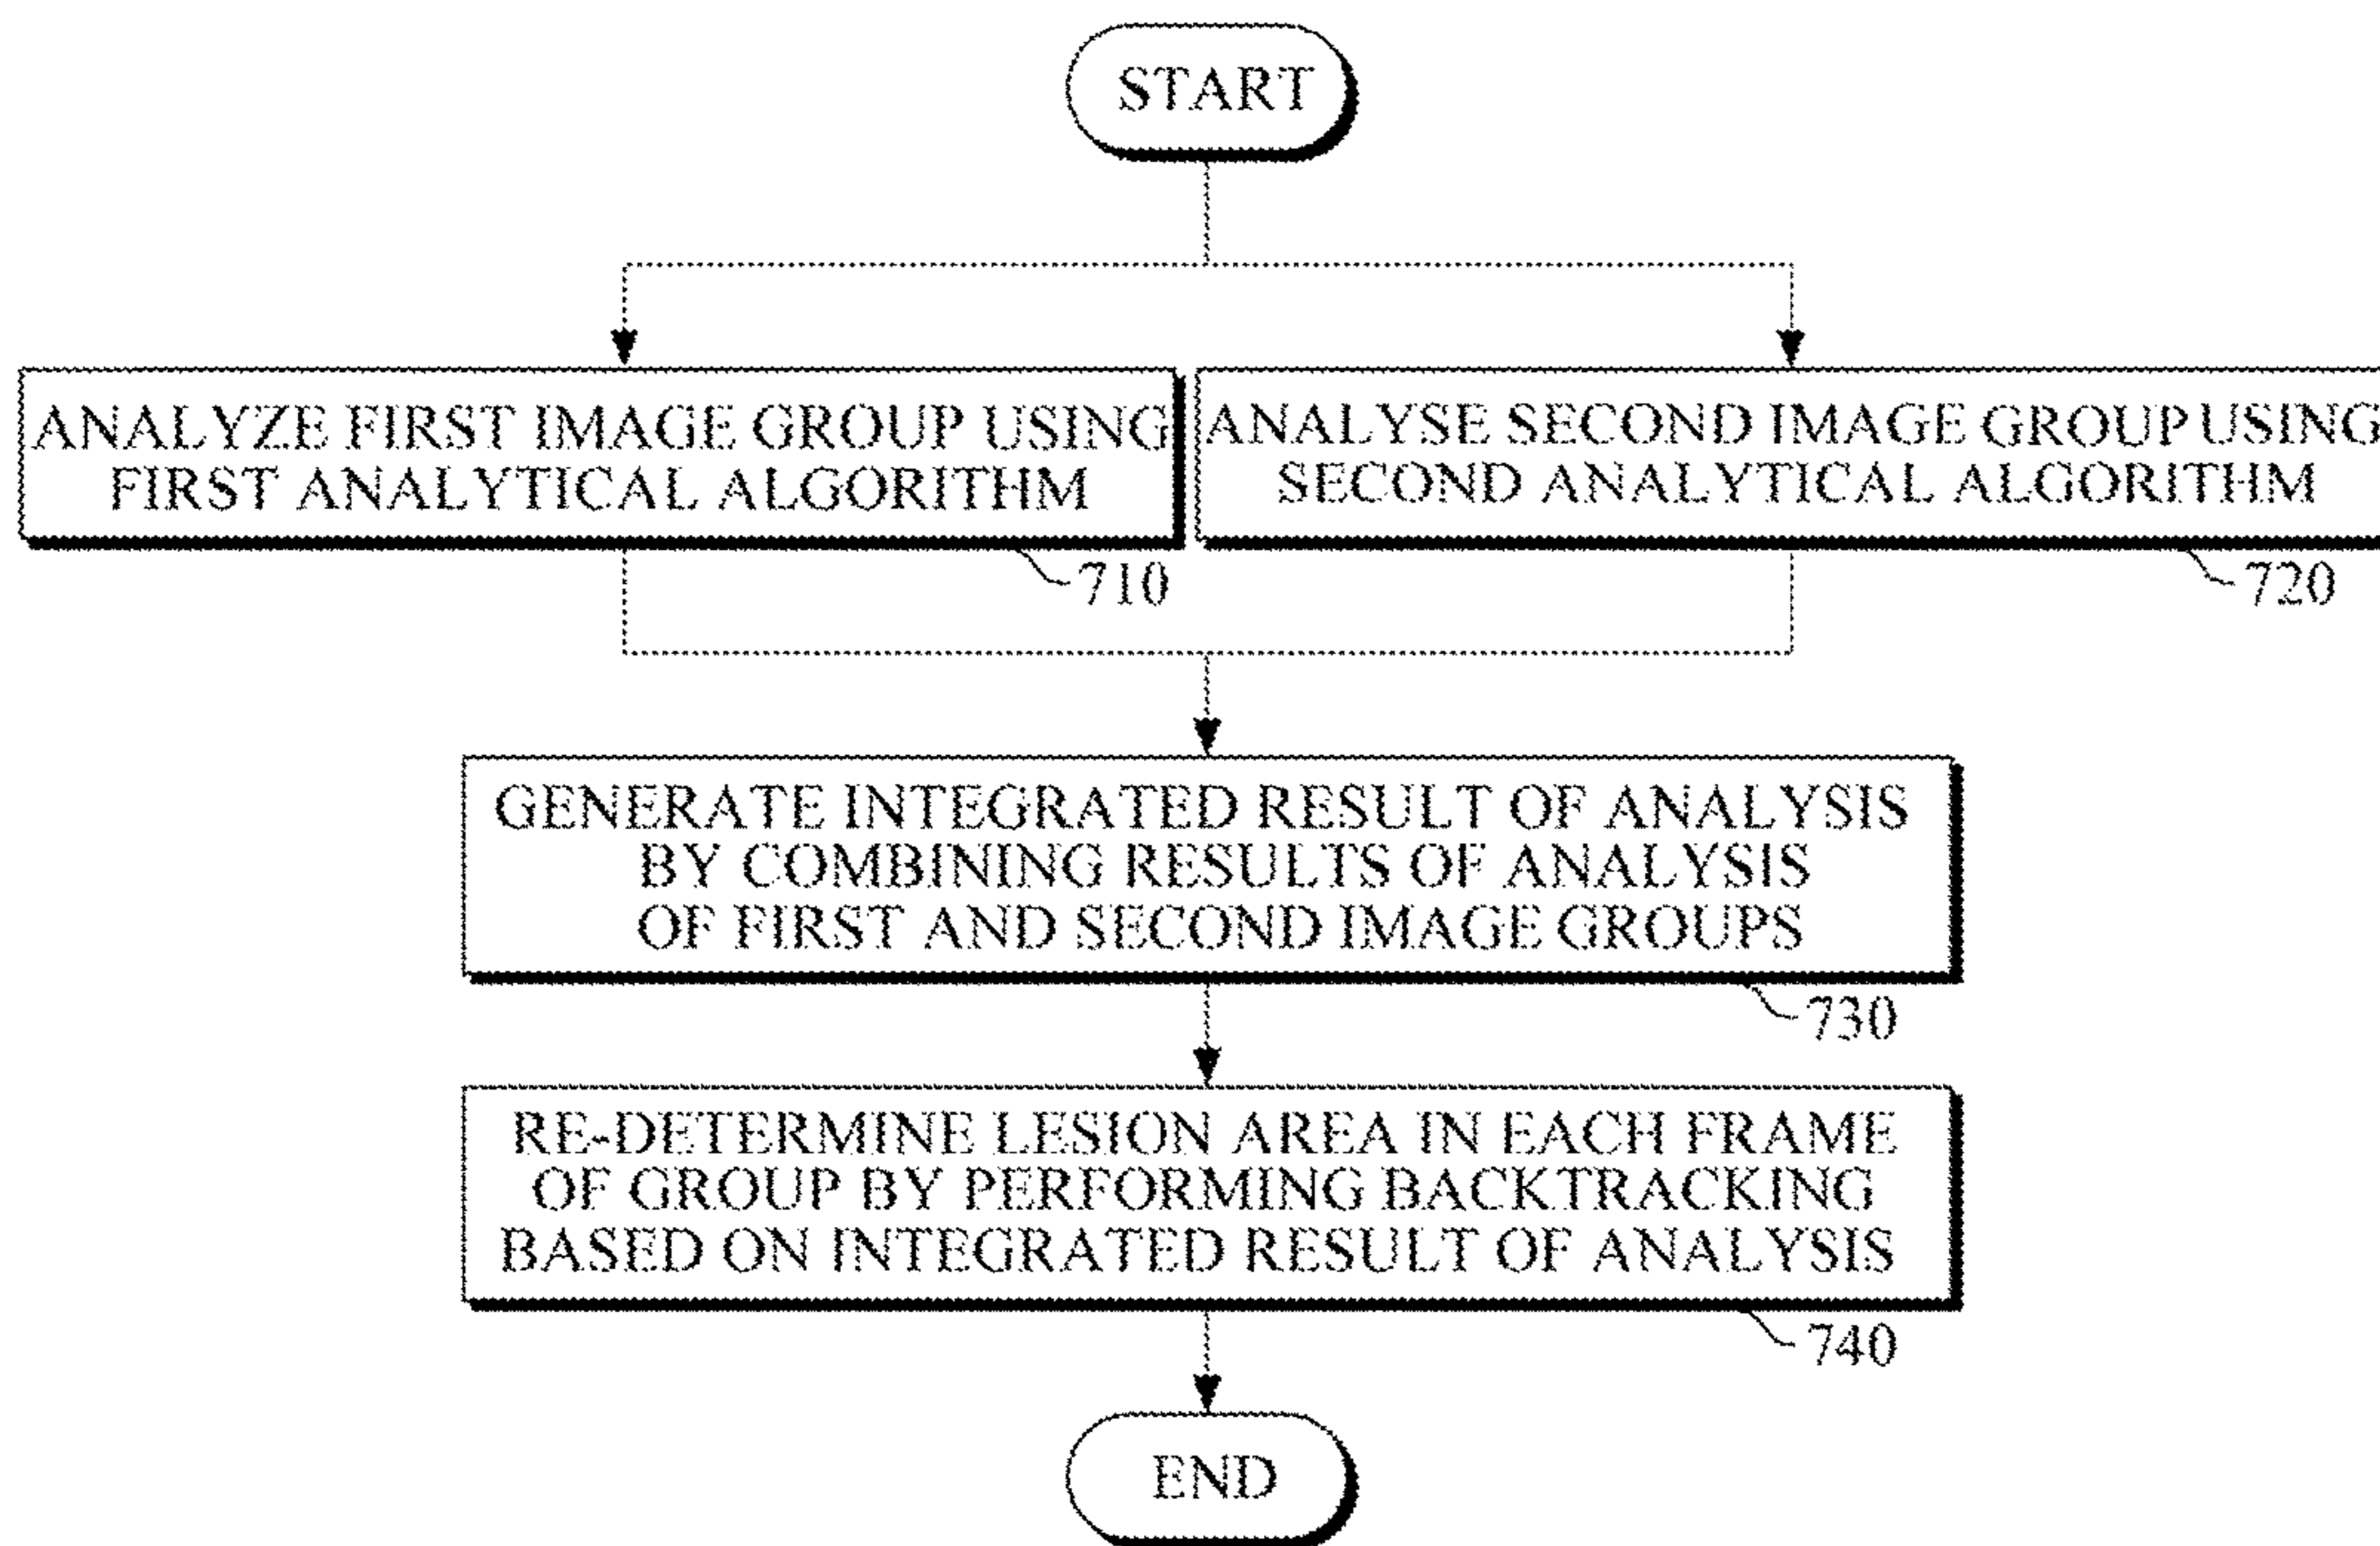 START
ANALYZE FIRST IMAGE GROUP USING
FIRST ANALYTICAL ALGORITHM
710
ANALYSE SECOND IMAGE GROUP USING
SECOND ANALYTICAL ALGORITHM
720
GENERATE INTEGRATED RESULT OF ANALYSIS
BY COMBINING RESULTS OF ANALYSIS
OF FIRST AND SECOND IMAGE GROUPS
730
RE-DETERMINE LESION AREA IN EACH FRAME
OF GROUP BY PERFORMING BACKTRACKING
BASED ON INTEGRATED RESULT OF ANALYSIS
740
END